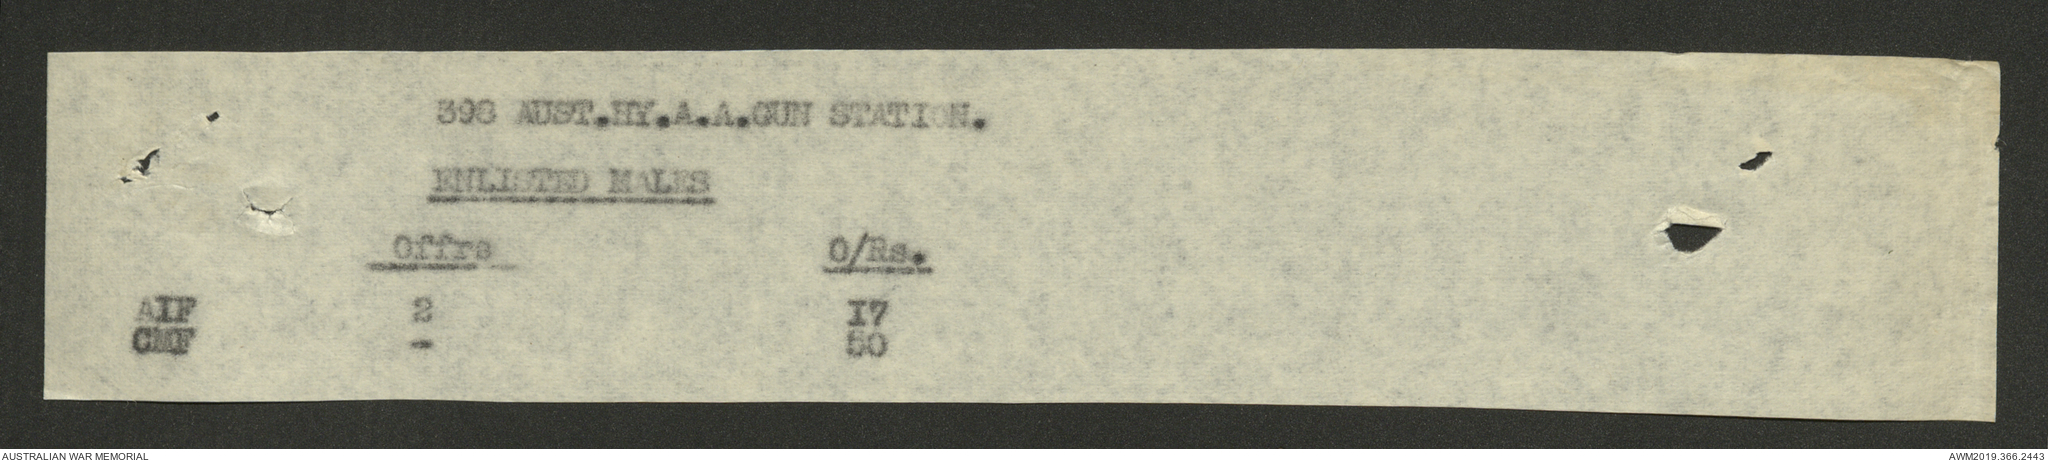 398 AUST.HY.A.A.GUN STATION.
ENLISTED MALES
Offrs O/Rs.
AIF 2 17
CMF - 50
AUSTRALIAN WAR MEMORIAL AWM2019.366.2443